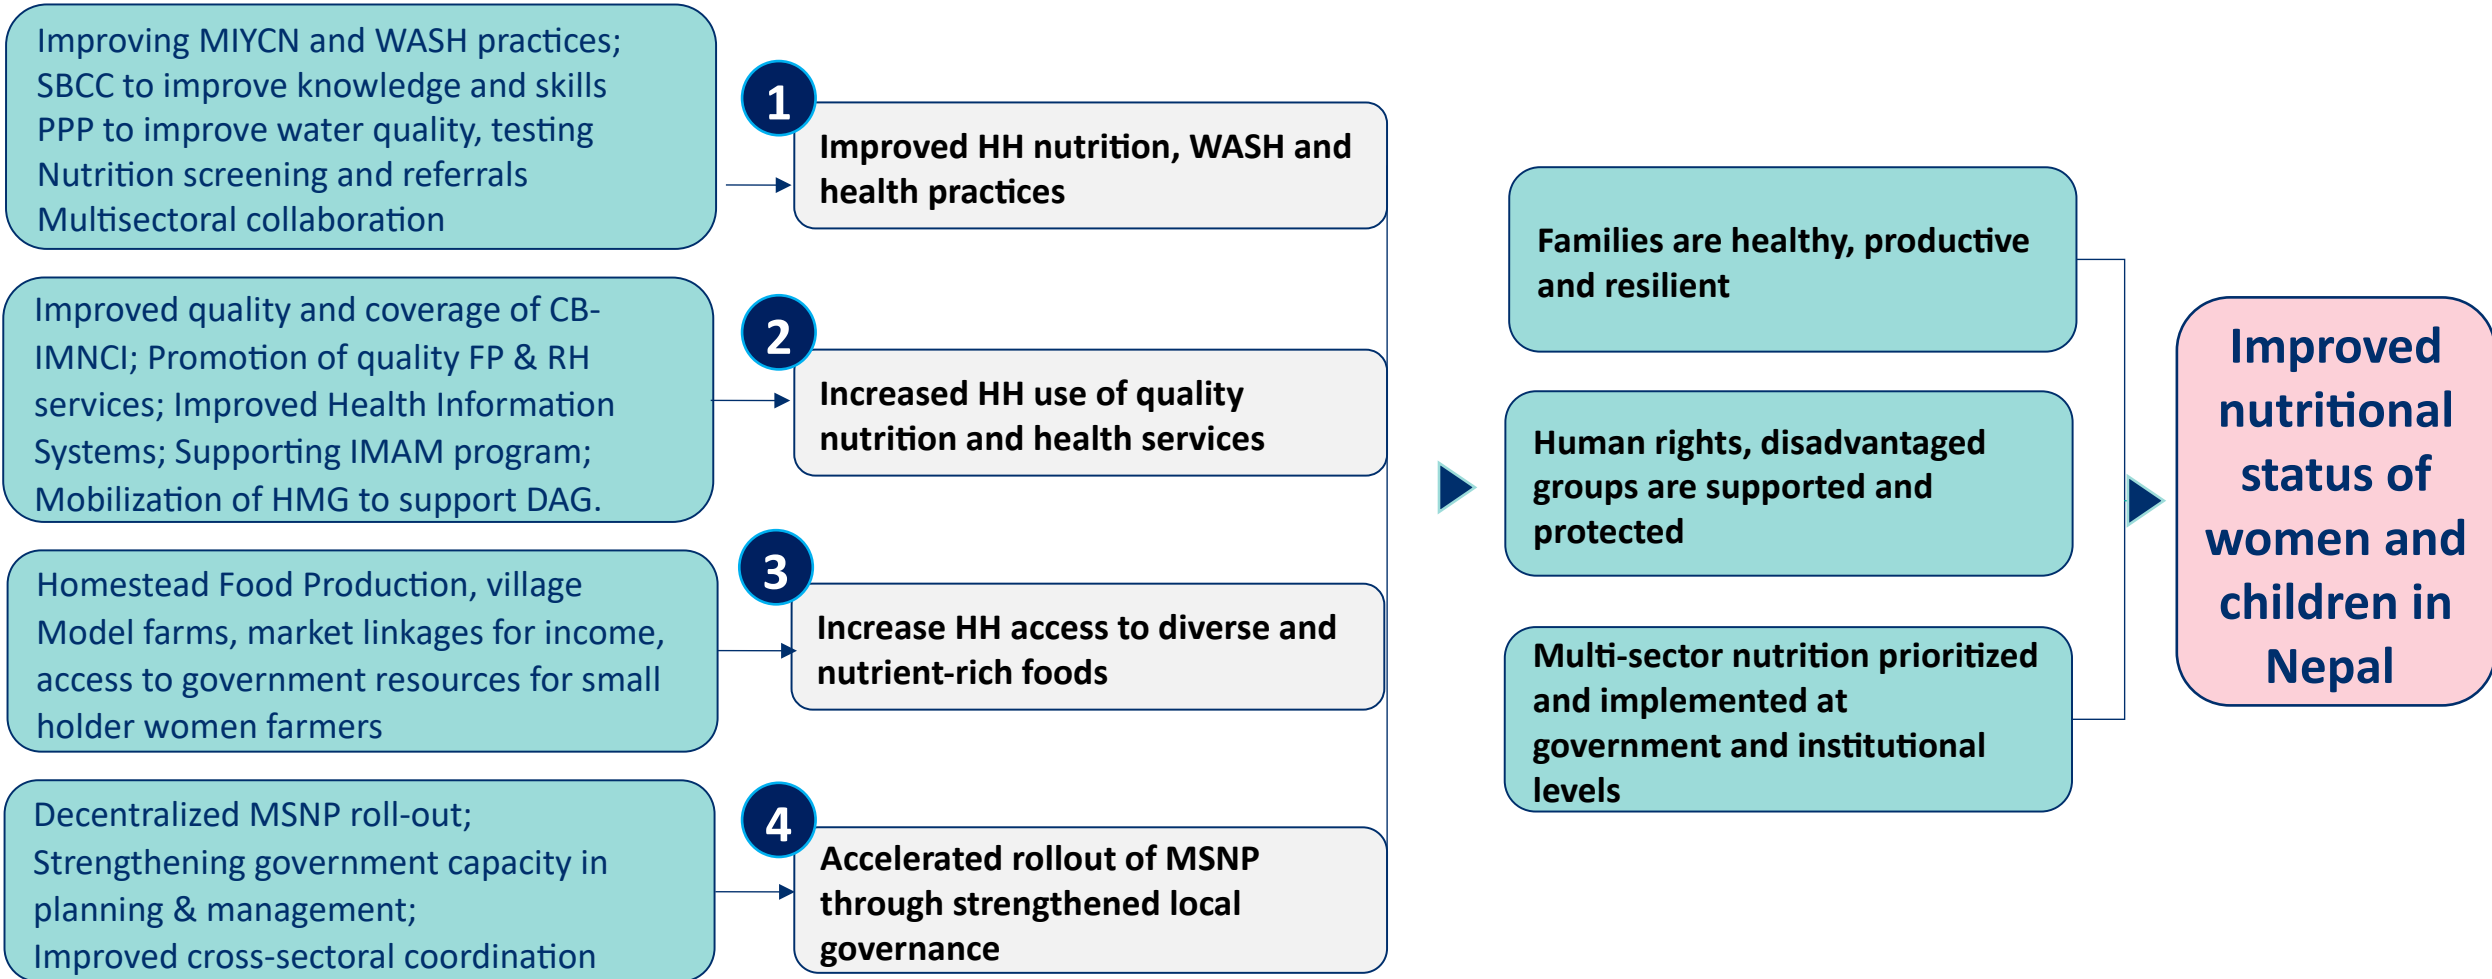 Improving MIYCN and WASH practices;
SBCC to improve knowledge and skills
PPP to improve water quality, testing
Nutrition screening and referrals
Multisectoral collaboration
1
Improved HH nutrition, WASH and
health practices
Improved quality and coverage of CB-
IMNCI; Promotion of quality FP & RH
services; Improved Health Information
Systems; Supporting IMAM program;
Mobilization of HMG to support DAG.
2
Increased HH use of quality
nutrition and health services
Homestead Food Production, village
Model farms, market linkages for income,
access to government resources for small
holder women farmers
3
Increase HH access to diverse and
nutrient-rich foods
Decentralized MSNP roll-out;
Strengthening government capacity in
planning & management;
Improved cross-sectoral coordination
4
Accelerated rollout of MSNP
through strengthened local
governance
Families are healthy, productive
and resilient
Human rights, disadvantaged
groups are supported and
protected
Multi-sector nutrition prioritized
and implemented at
government and institutional
levels
Improved
nutritional
status of
women and
children in
Nepal